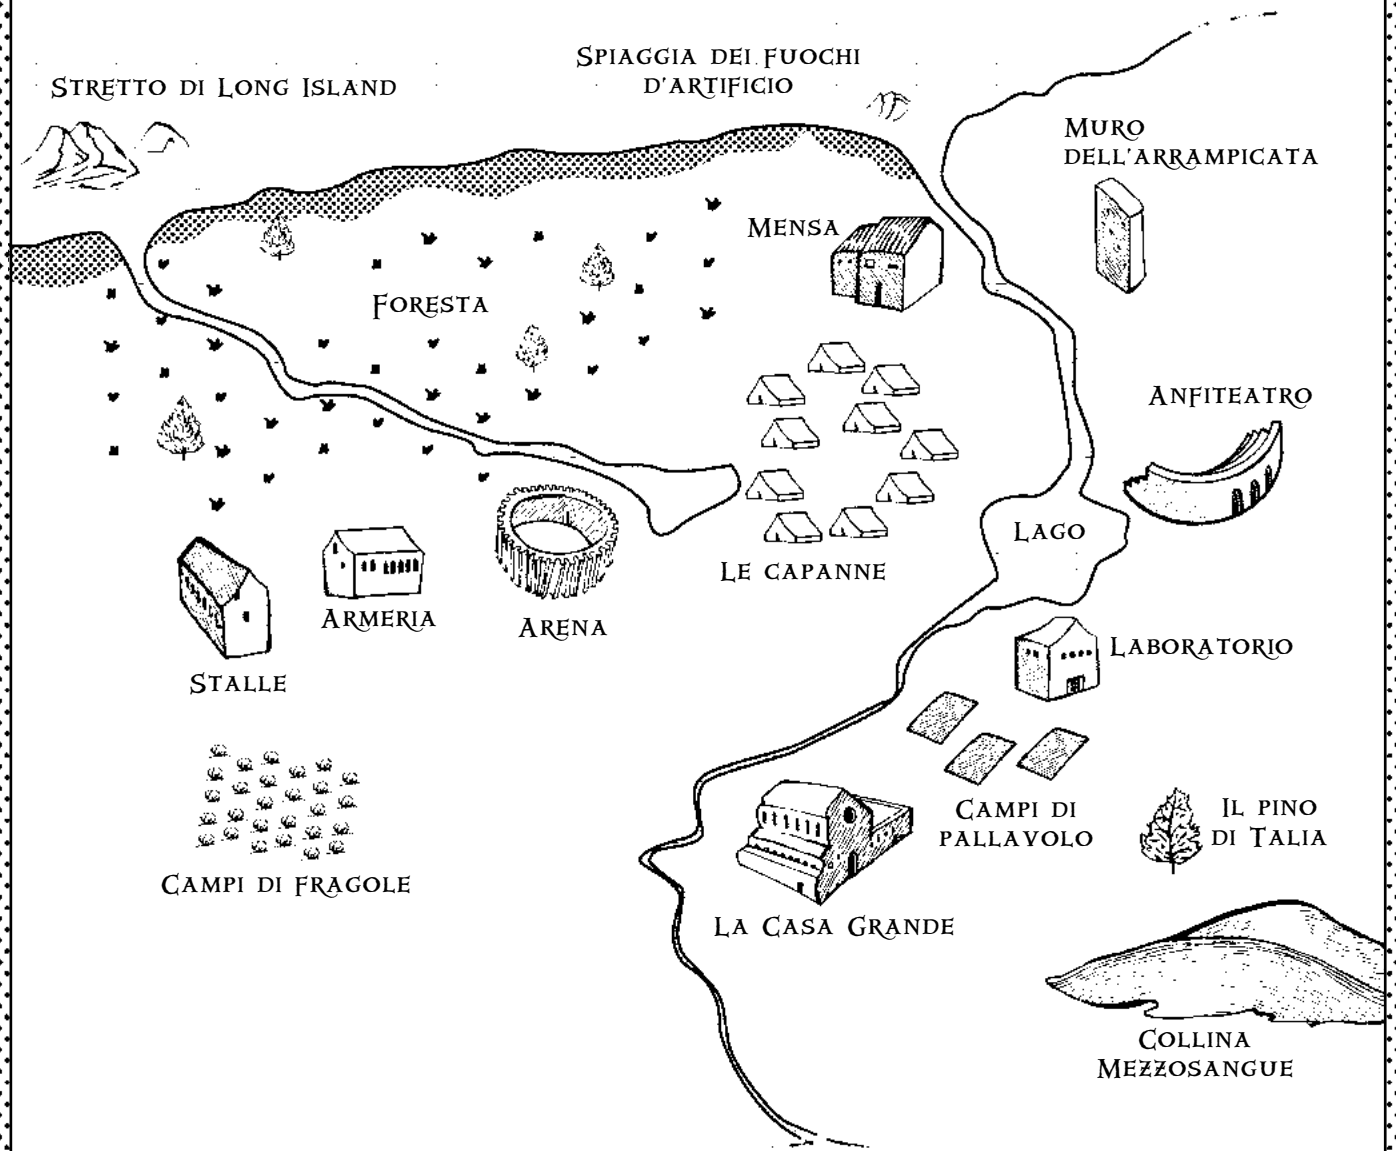 Stretto di Long Island
Spiaggia dei fuochi
d'artificio
Muro
dell'arrampicata
Mensa
Foresta
Anfiteatro
Lago
Le capanne
Armeria
Arena
Laboratorio
Stalle
Campi di
pallavolo
Il pino
di Talia
Campi di fragole
La Casa Grande
Collina
Mezzosangue